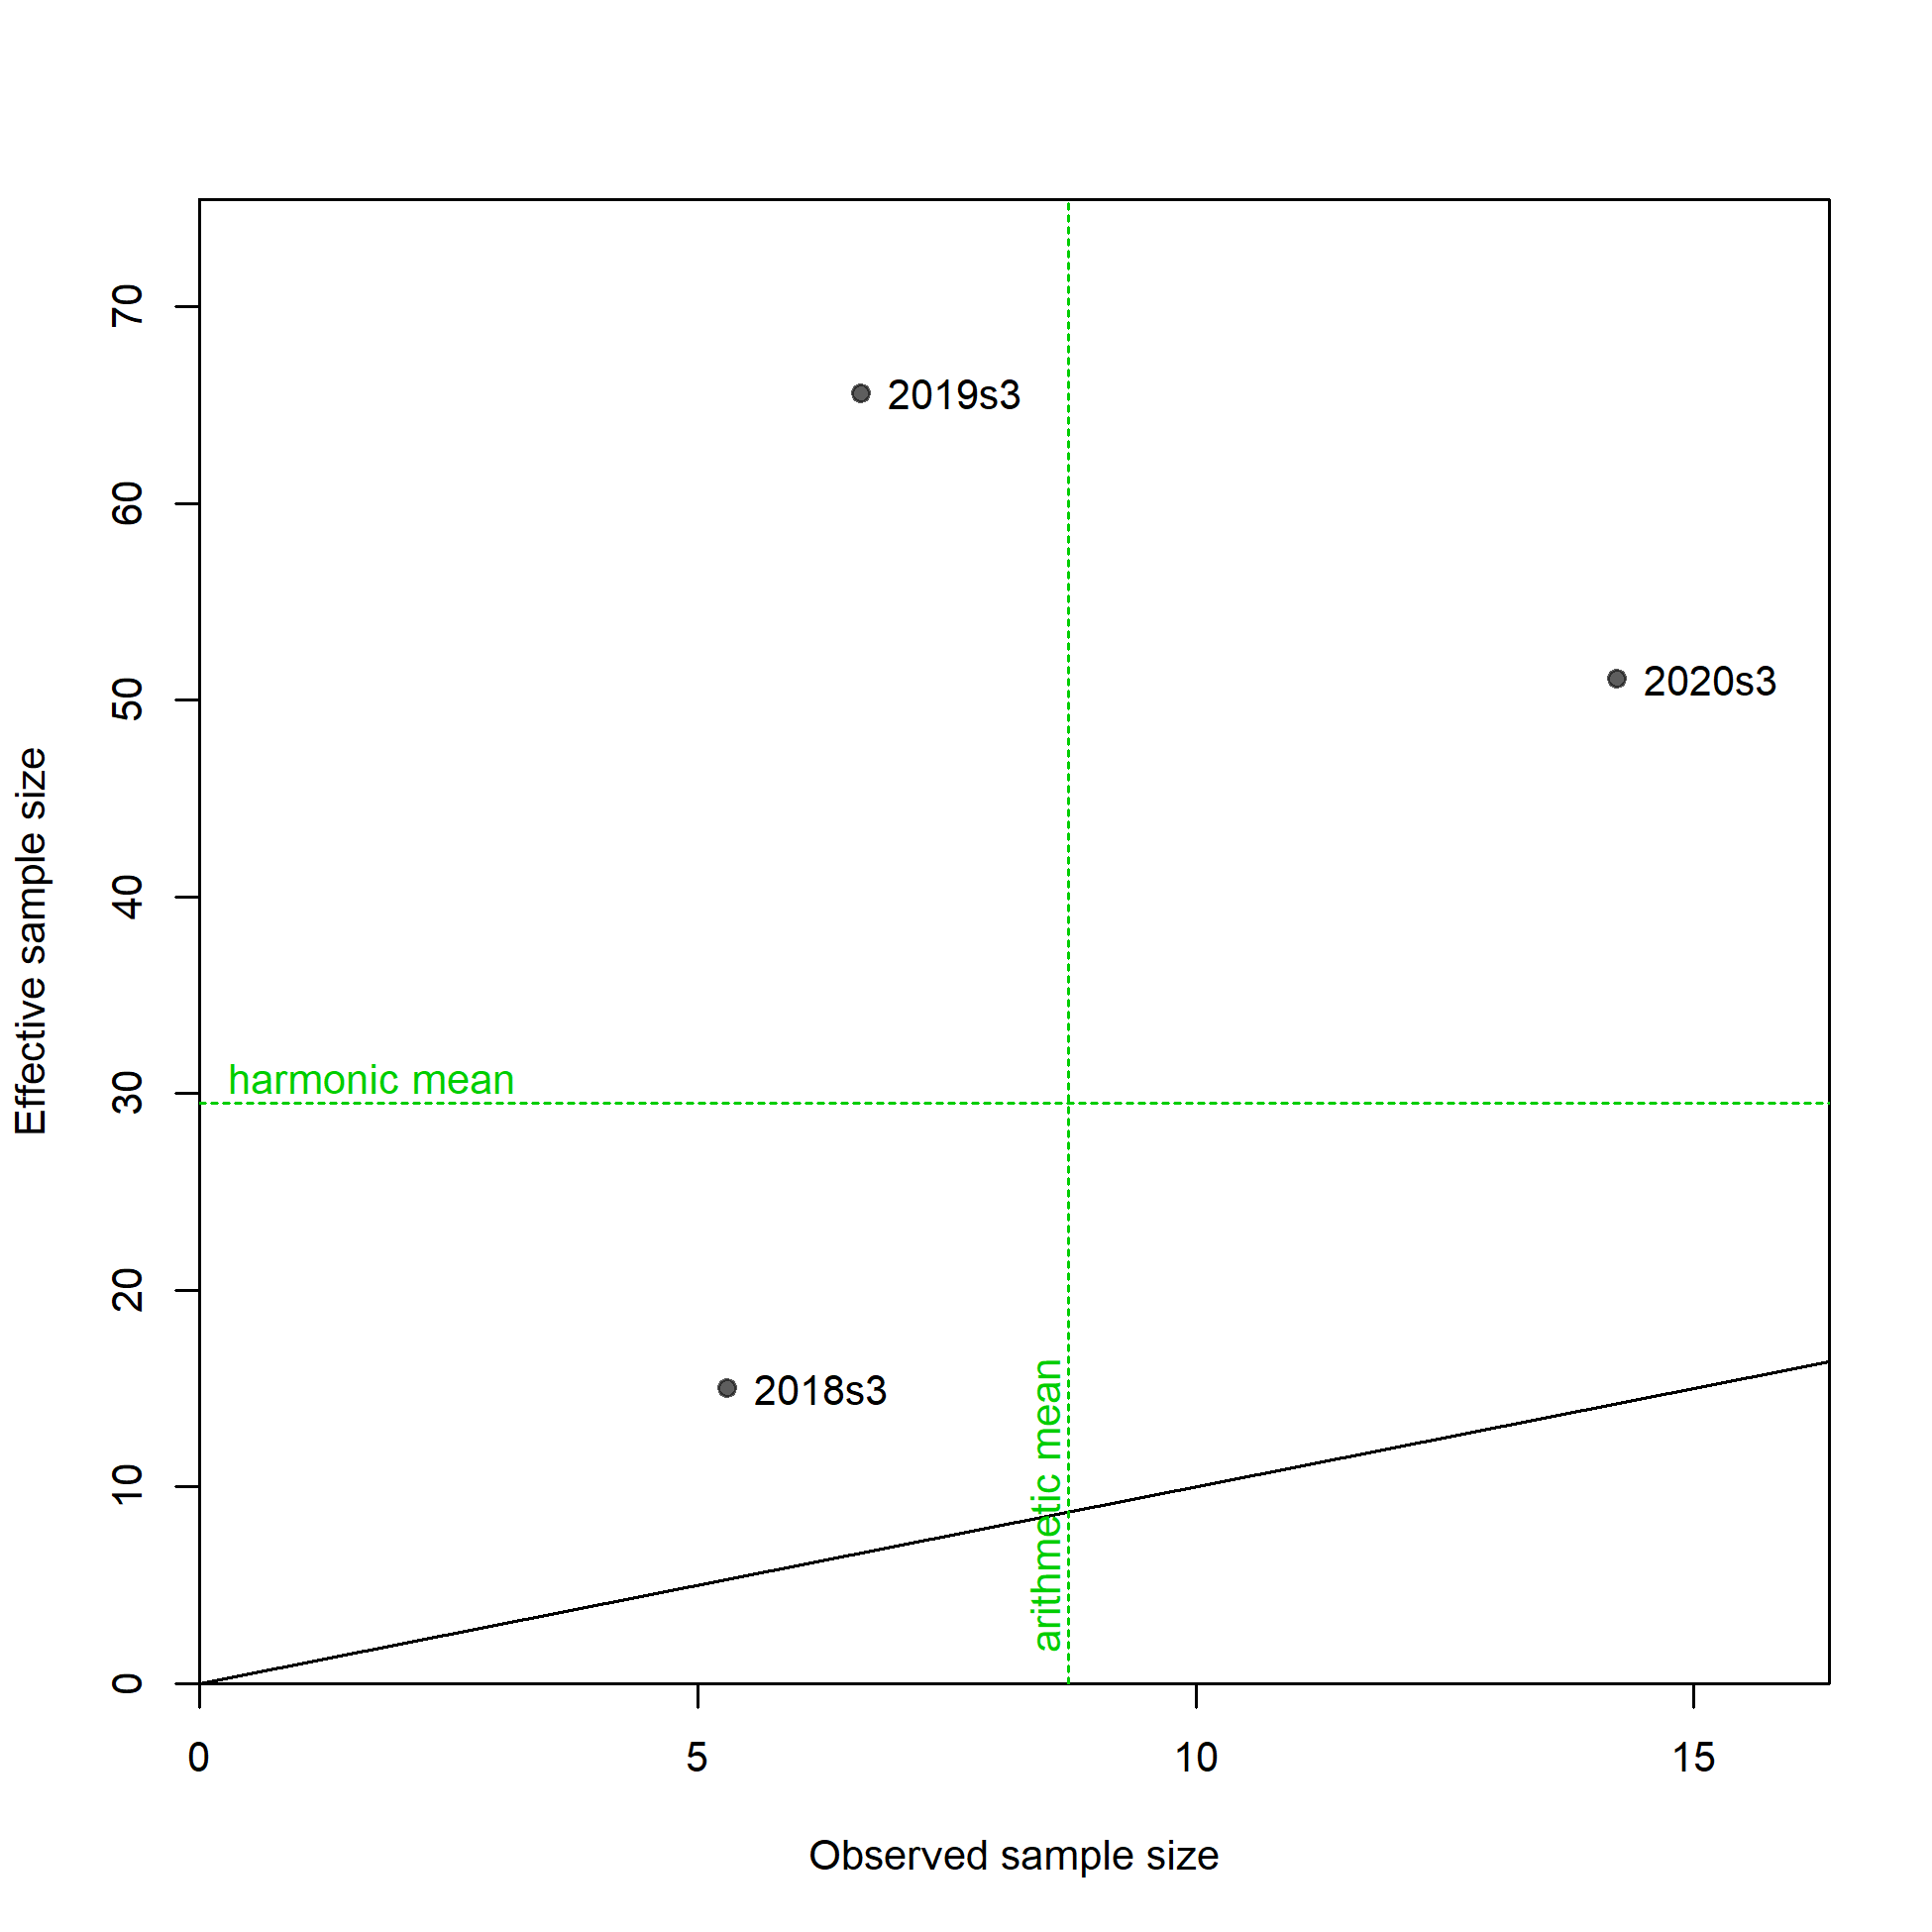 70
60
50
40
30
20
10
0
Effective sample size
2019s3
2020s3
harmonic mean
2018s3
arithmetic mean
0 5 10 15
Observed sample size